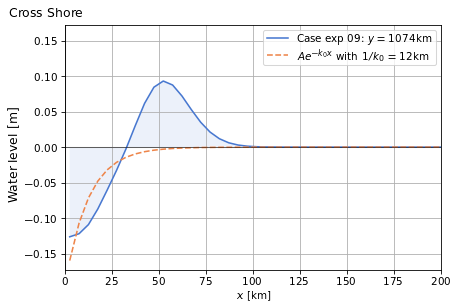 Cross Shore
Case exp 09: y = 1074km
Ae^{-k_0x} with 1/k_0 = 12km
Water level [m]
0.15
0.10
0.05
0.00
−0.05
−0.10
−0.15
0 25 50 75 100 125 150 175 200
x [km]